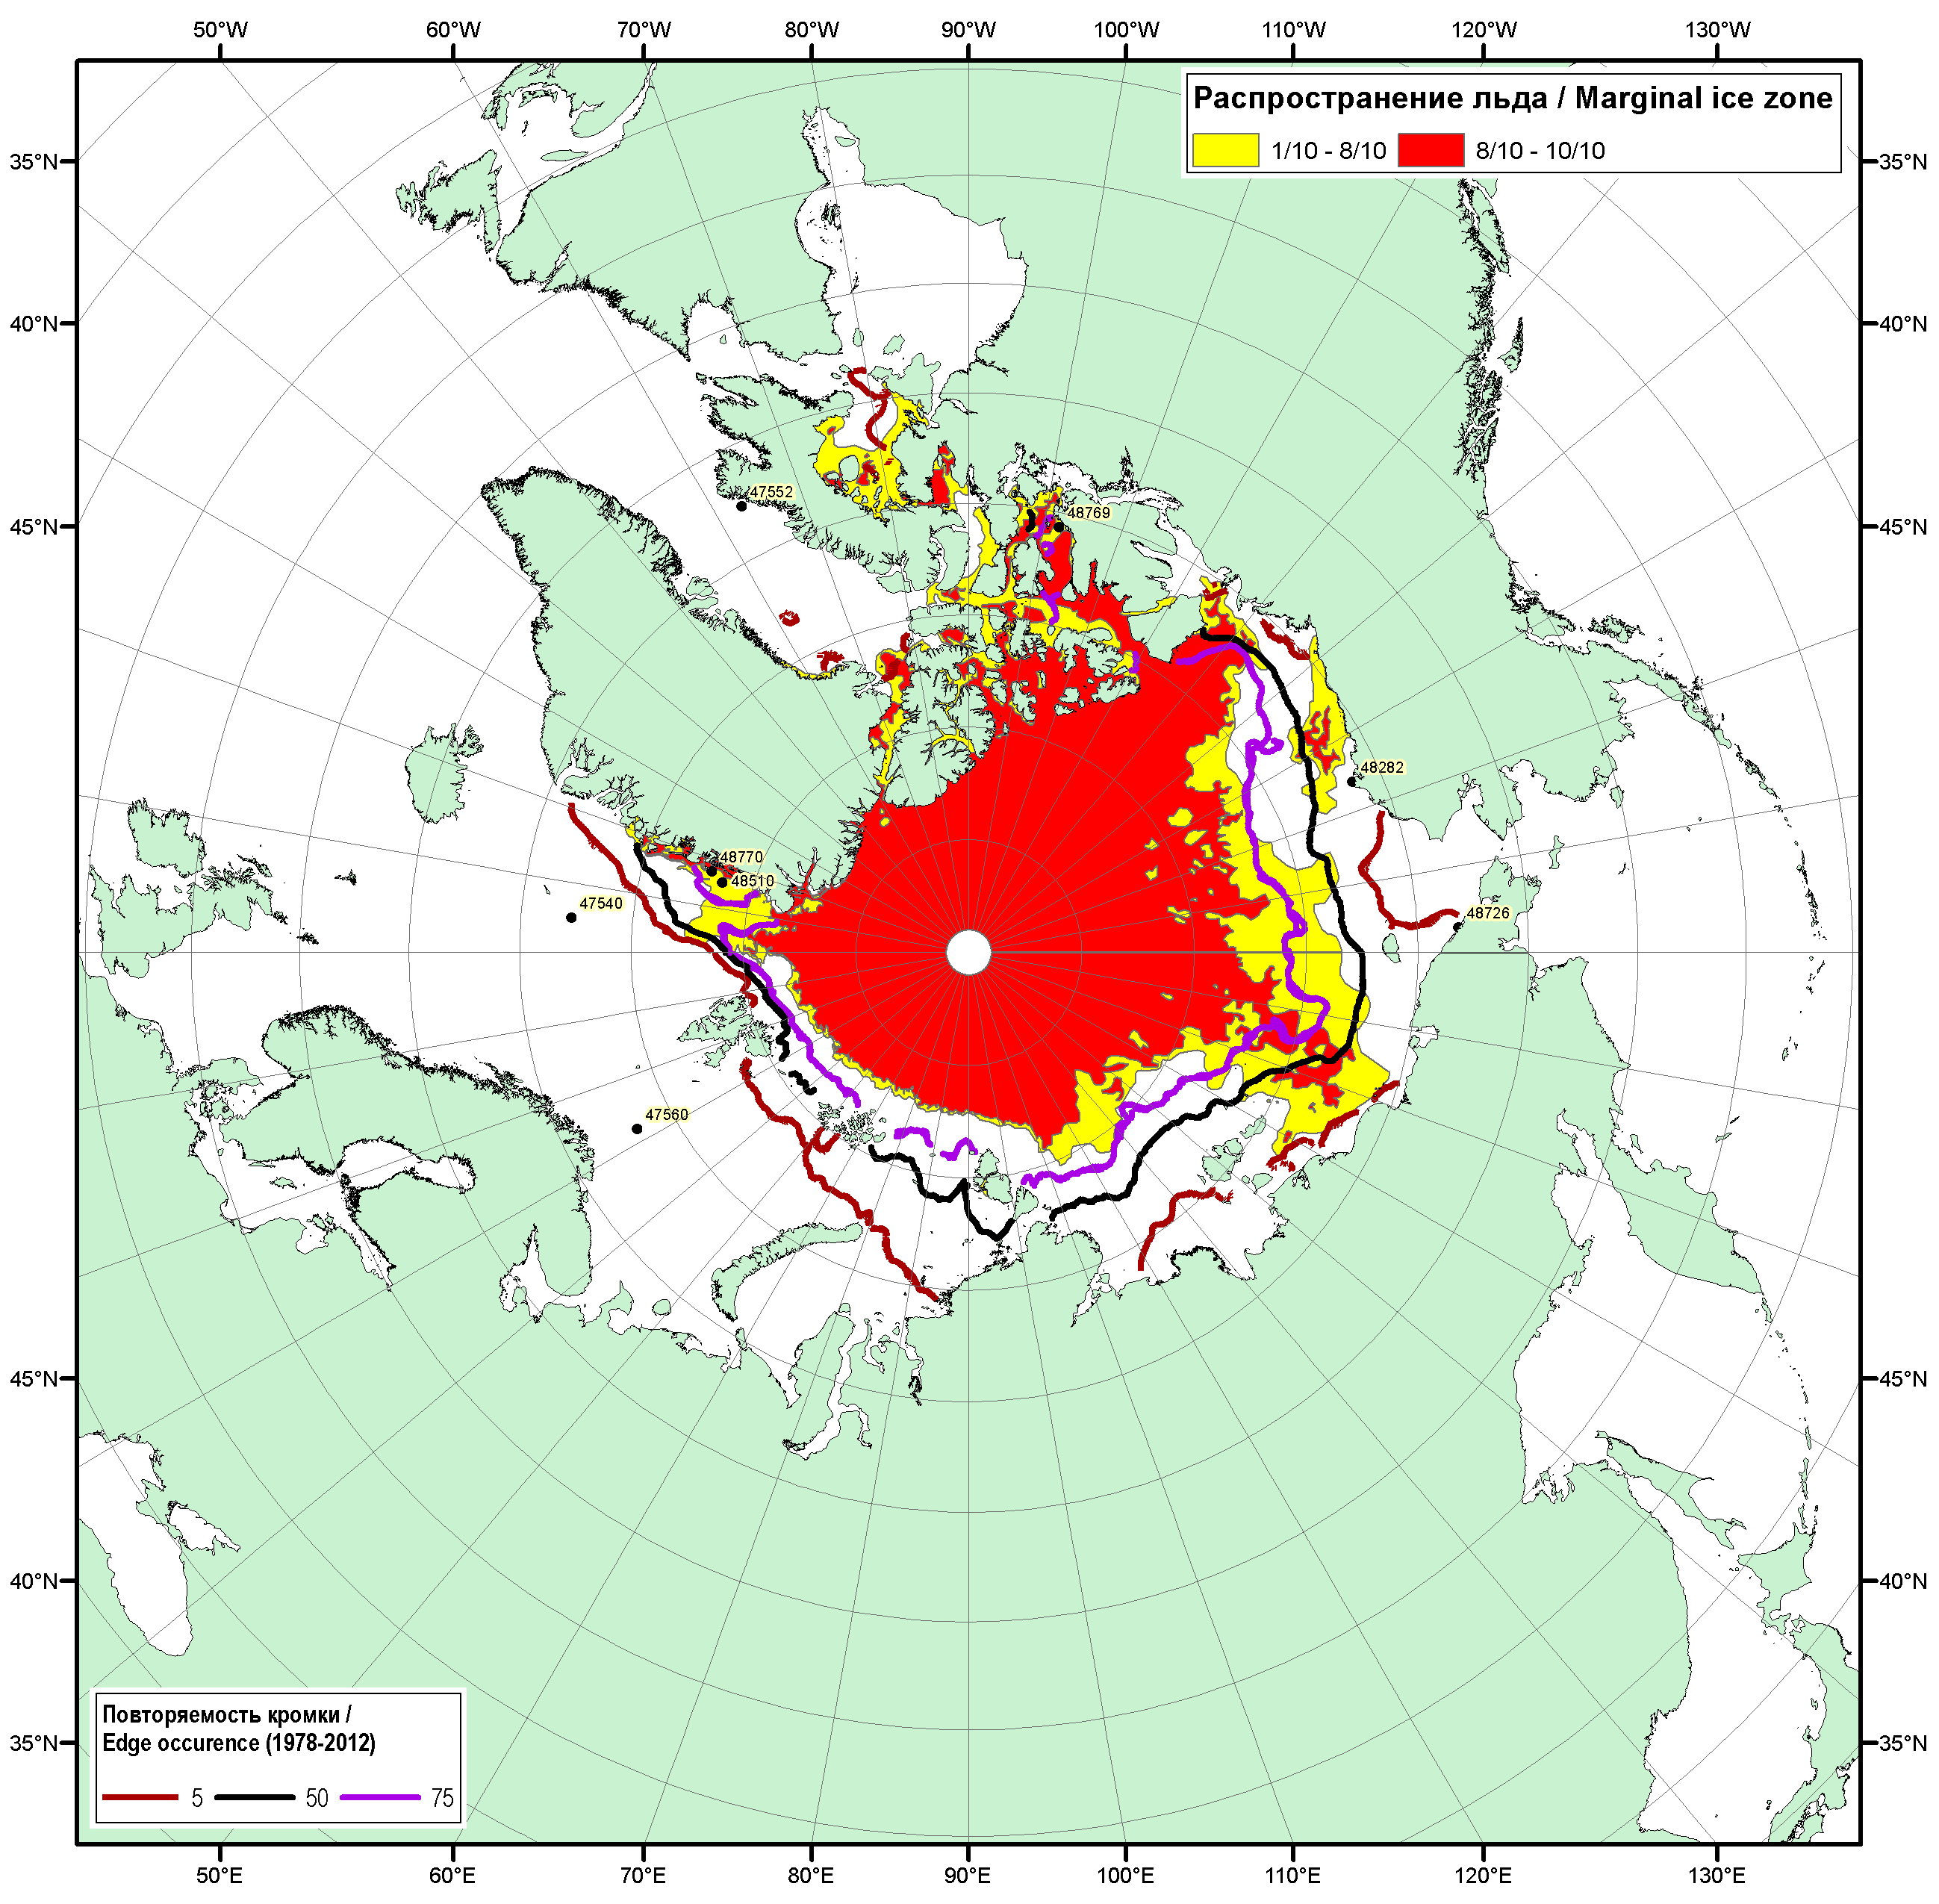 50°W 60°W 70°W 80°W 90°W 100°W 110°W 120°W 130°W
Распространение льда / Marginal ice zone
1/10 - 8/10 8/10 - 10/10
35°N 35°N
40°N 40°N
47552
48769
45°N 45°N
48282
48770
48510
47540
48726
47560
45°N 45°N
40°N 40°N
Повторяемость кромки /
Edge occurence (1978-2012)
35°N 35°N
5 50 75
50°E 60°E 70°E 80°E 90°E 100°E 110°E 120°E 130°E